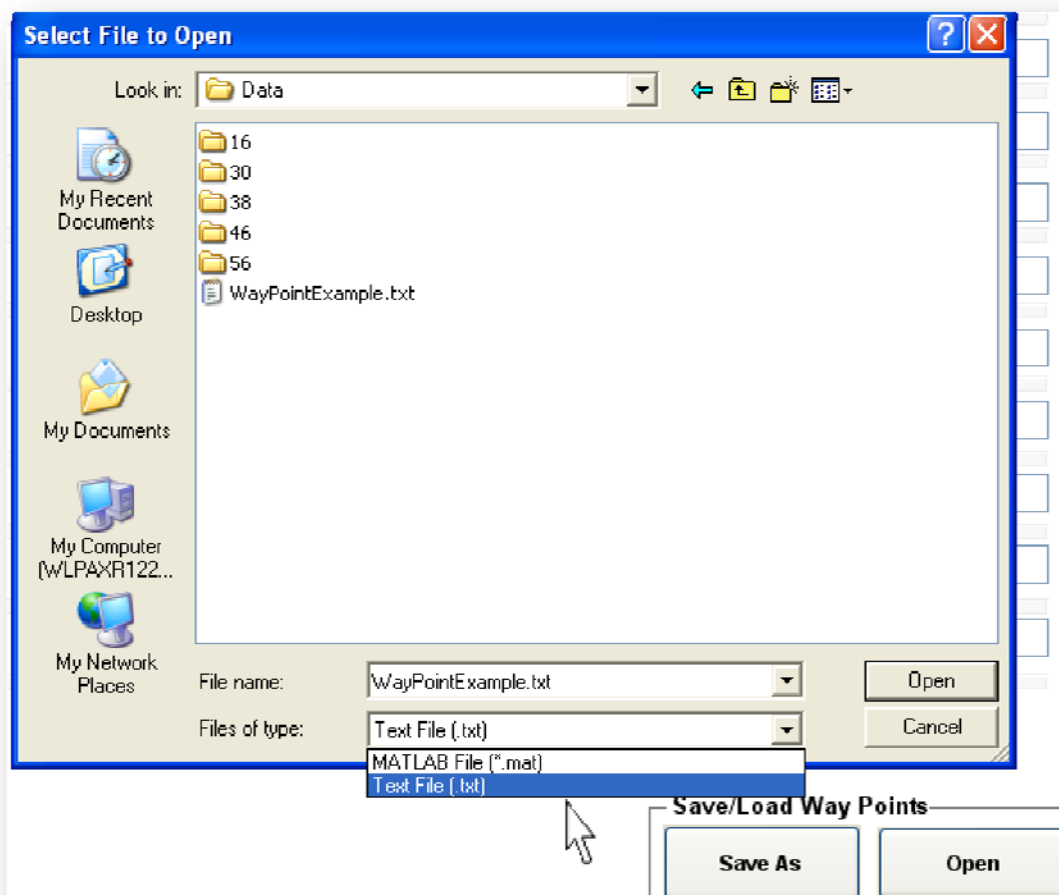 Select File to Open
Look in: Data
16
30
38
46
56
WayPointExample.txt
My Recent
Documents
Desktop
My Documents
My Computer
(WLPAXR122...
My Network
Places
File name: WayPointExample.txt Open
Files of type: Text File (.txt) Cancel
MATLAB File (*.mat)
Text File (.txt)
Save/Load Way Points
Save As Open